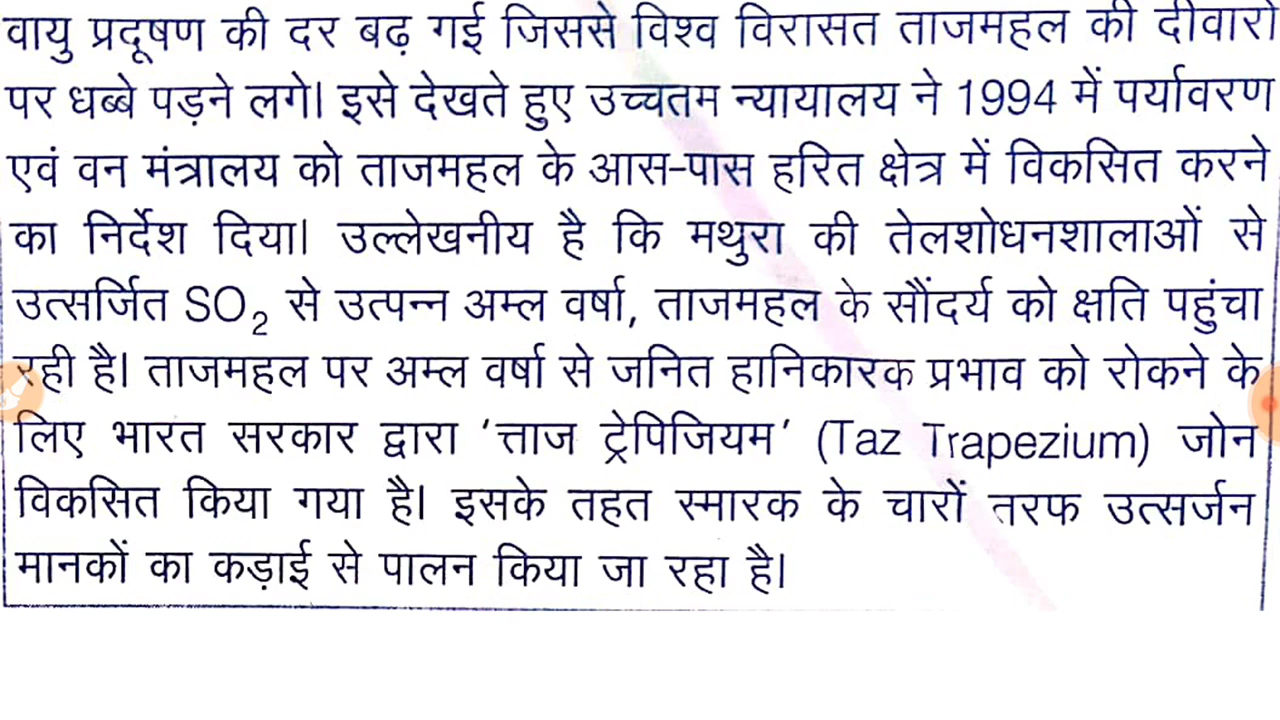 वायु प्रदूषण की दर बढ़ गई जिससे विश्व विरासत ताजमहल की दीवारों
पर धब्बे पड़ने लगे। इसे देखते हुए उच्चतम न्यायालय ने 1994 में पर्यावरण
एवं वन मंत्रालय को ताजमहल के आस-पास हरित क्षेत्र में विकसित करने
का निर्देश दिया। उल्लेखनीय है कि मथुरा की तेलशोधनशालाओं से
उत्सर्जित SO₂ से उत्पन्न अम्ल वर्षा, ताजमहल के सौंदर्य को क्षति पहुंचा
रही है। ताजमहल पर अम्ल वर्षा से जनित हानिकारक प्रभाव को रोकने के
लिए भारत सरकार द्वारा ‘त्ताज ट्रेपिजियम’ (Taz Trapezium) जोन
विकसित किया गया है। इसके तहत स्मारक के चारों तरफ उत्सर्जन
मानकों का कड़ाई से पालन किया जा रहा है।